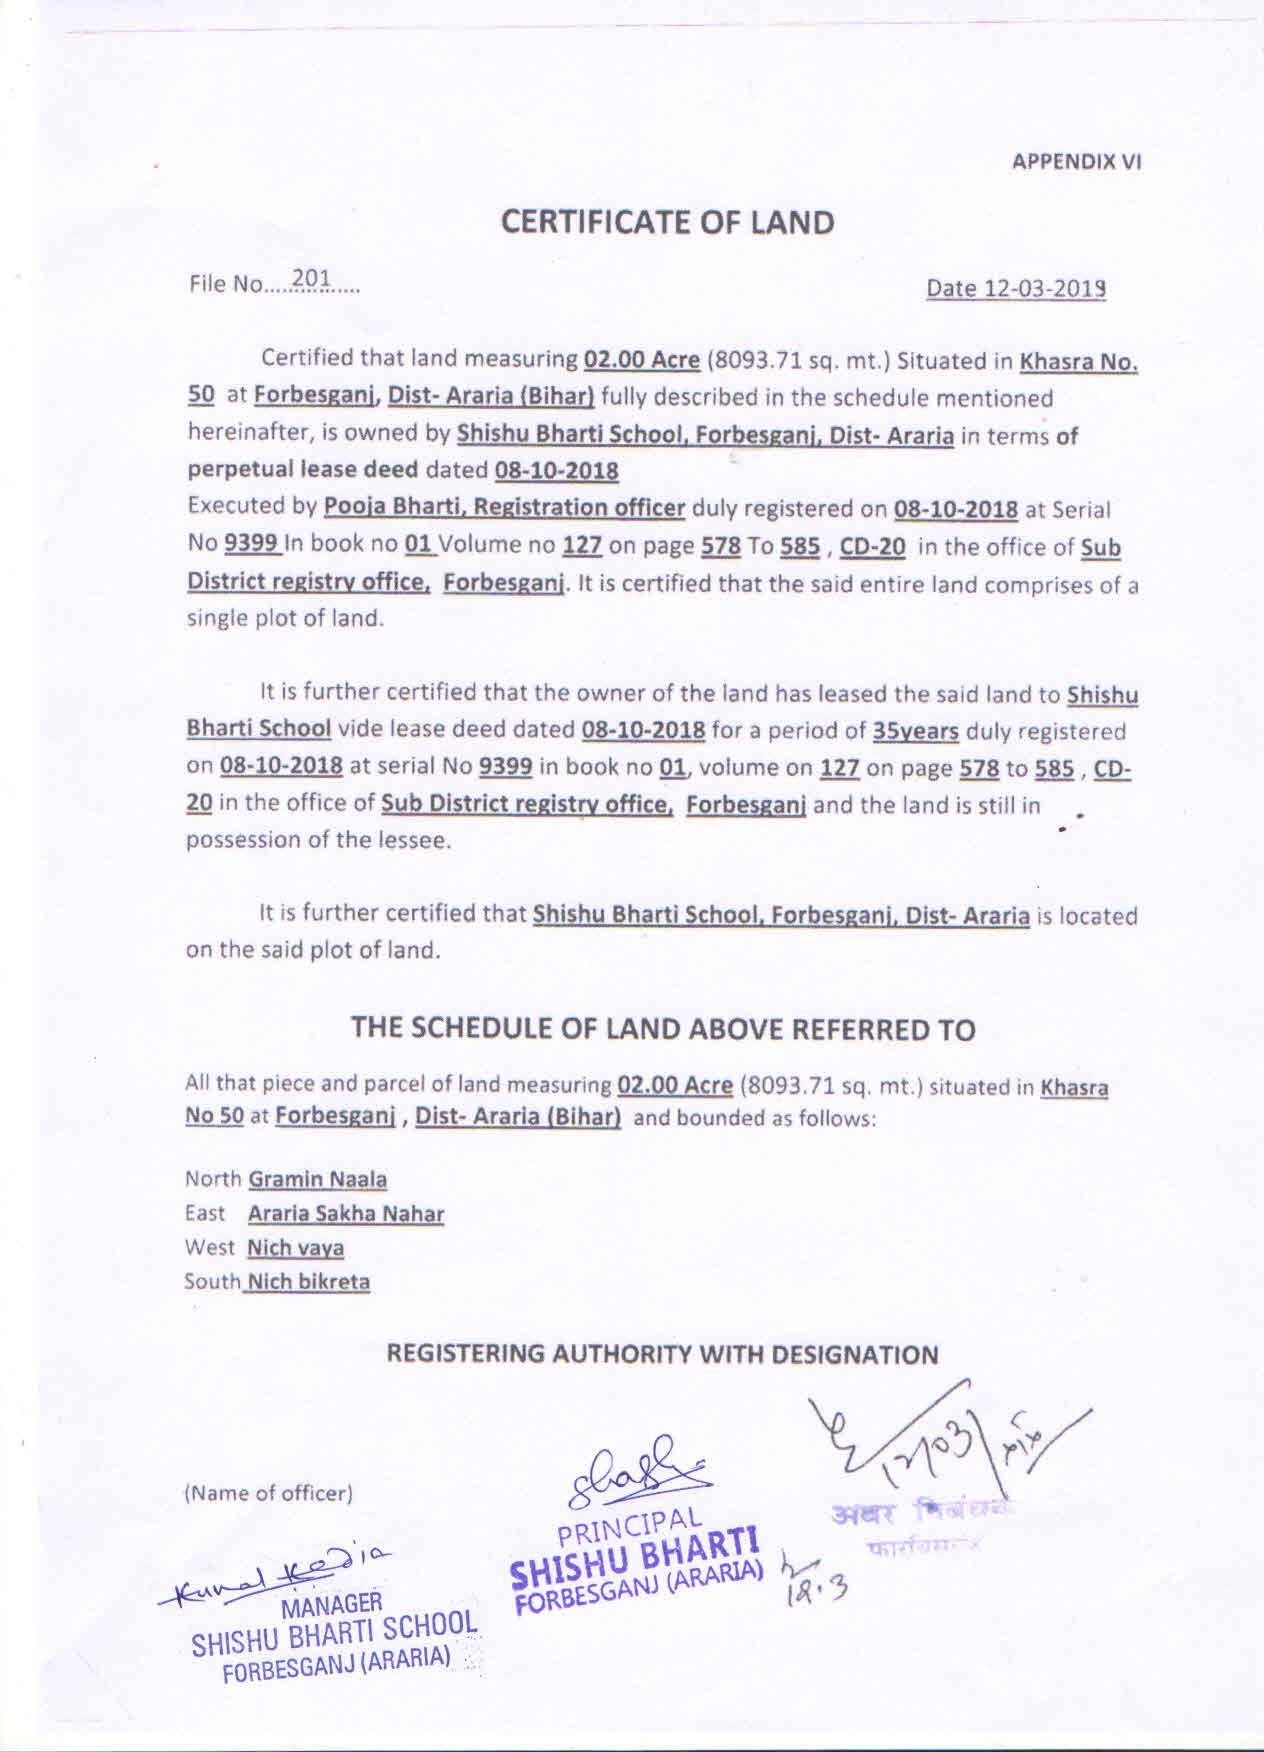 APPENDIX VI
CERTIFICATE OF LAND
File No.....201.....
Date 12-03-2019
Certified that land measuring 02.00 Acre (8093.71 sq. mt.) Situated in Khasra No.
50 at Forbesganj, Dist- Araria (Bihar) fully described in the schedule mentioned
hereinafter, is owned by Shishu Bharti School, Forbesganj, Dist- Araria in terms of
perpetual lease deed dated 08-10-2018
Executed by Pooja Bharti, Registration officer duly registered on 08-10-2018 at Serial
No 9399 In book no 01 Volume no 127 on page 578 To 585 , CD-20 in the office of Sub
District registry office, Forbesganj. It is certified that the said entire land comprises of a
single plot of land.
It is further certified that the owner of the land has leased the said land to Shishu
Bharti School vide lease deed dated 08-10-2018 for a period of 35years duly registered
on 08-10-2018 at serial No 9399 in book no 01, volume on 127 on page 578 to 585 , CD-
20 in the office of Sub District registry office, Forbesganj and the land is still in
possession of the lessee.
It is further certified that Shishu Bharti School, Forbesganj, Dist- Araria is located
on the said plot of land.
THE SCHEDULE OF LAND ABOVE REFERRED TO
All that piece and parcel of land measuring 02.00 Acre (8093.71 sq. mt.) situated in Khasra
No 50 at Forbesganj , Dist- Araria (Bihar) and bounded as follows:
North Gramin Naala
East Araria Sakha Nahar
West Nich vaya
South Nich bikreta
REGISTERING AUTHORITY WITH DESIGNATION
12/03/
(Name of officer)
PRINCIPAL
SHISHU BHARTI
FORBESGANJ (ARARIA)
अवर निबंधक
12.3
Kunal Kedia
MANAGER
SHISHU BHARTI SCHOOL
FORBESGANJ (ARARIA)